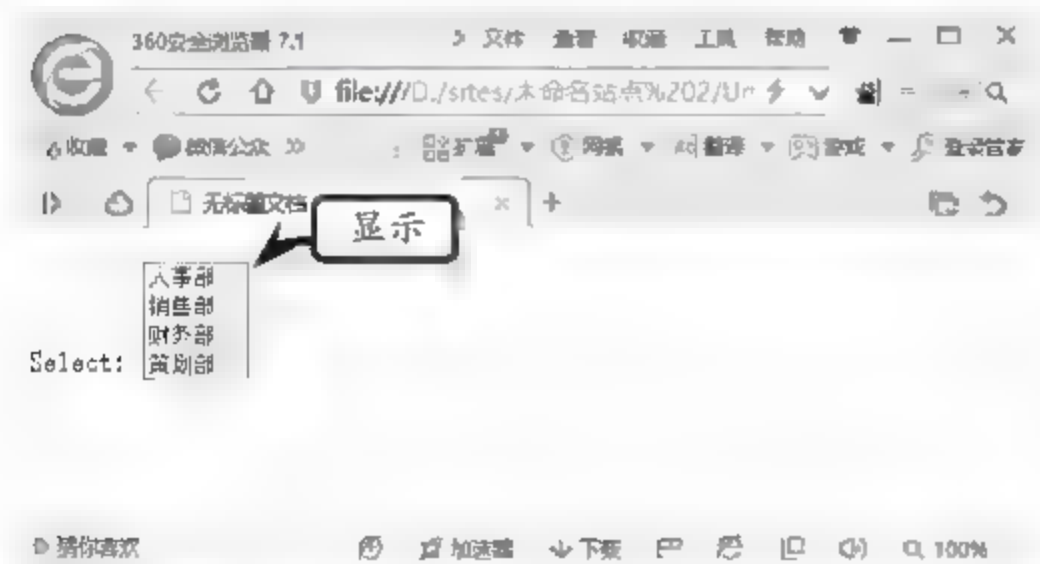 360安全浏览器 7.1 文件 查看 收藏 工具 帮助
file:///D:/sites/未命名站点%202/Un
收藏 微信公众 扩展 网银 翻译 游戏 登录管家
无标题文档
显示
人事部
销售部
财务部
Select: 策划部
猜你喜欢 加速器 下载 100%